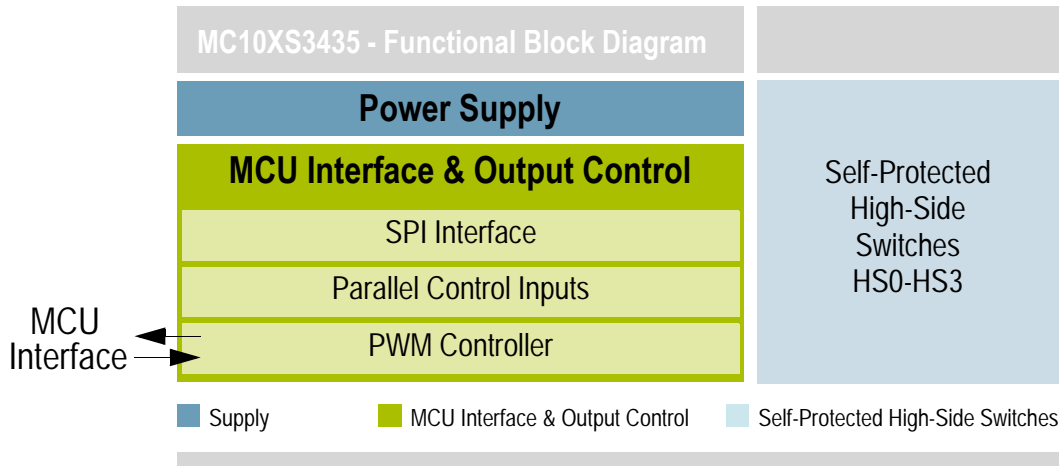 MC10XS3435 - Functional Block Diagram
Power Supply
MCU Interface & Output Control
SPI Interface
Parallel Control Inputs
PWM Controller
MCU
Interface
Self-Protected
High-Side
Switches
HS0-HS3
Supply
MCU Interface & Output Control
Self-Protected High-Side Switches